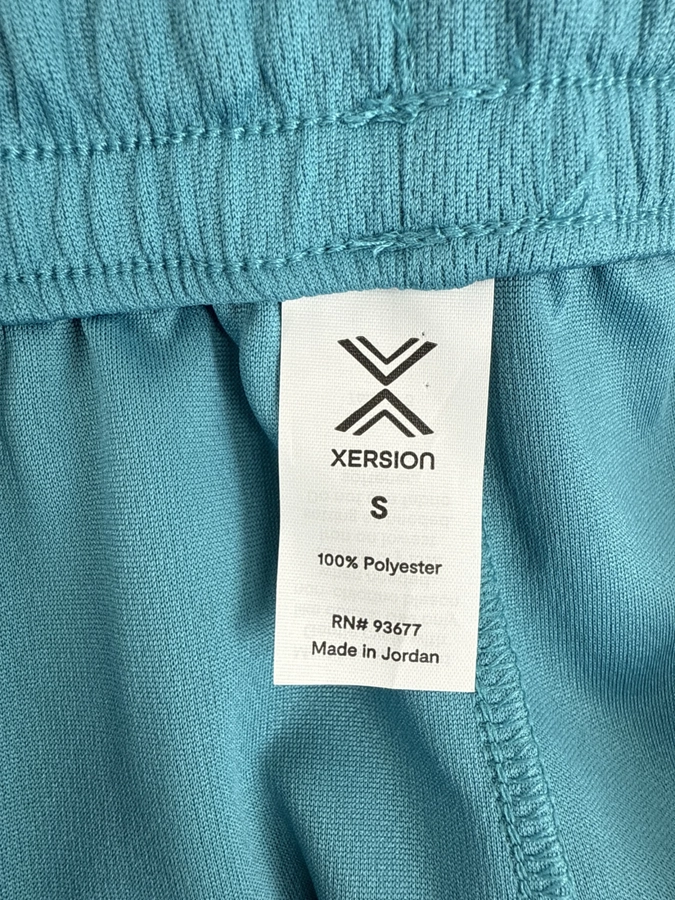 XERSION
S
100% Polyester
RN# 93677
Made in Jordan